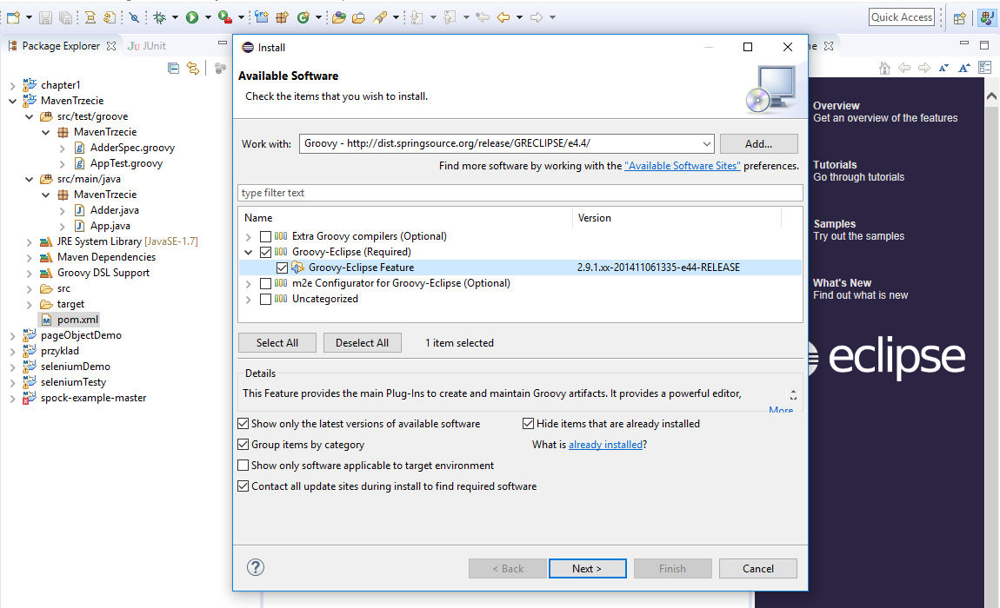 Quick Access
Package Explorer
JUnit
chapter1
MavenTrzecie
src/test/groove
MavenTrzecie
AdderSpec.groovy
AppTest.groovy
src/main/java
MavenTrzecie
Adder.java
App.java
JRE System Library [JavaSE-1.7]
Maven Dependencies
Groovy DSL Support
src
target
pom.xml
pageObjectDemo
przyklad
seleniumDemo
seleniumTesty
spock-example-master
Install
Available Software
Check the items that you wish to install.
Work with: Groovy - http://dist.springsource.org/release/GRECLIPSE/e4.4/ Add...
Find more software by working with the "Available Software Sites" preferences.
type filter text
Name Version
Extra Groovy compilers (Optional)
Groovy-Eclipse (Required)
Groovy-Eclipse Feature 2.9.1.xx-201411061335-e44-RELEASE
m2e Configurator for Groovy-Eclipse (Optional)
Uncategorized
Select All Deselect All 1 item selected
Details
This Feature provides the main Plug-Ins to create and maintain Groovy artifacts. It provides a powerful editor,
More
Show only the latest versions of available software Hide items that are already installed
Group items by category What is already installed?
Show only software applicable to target environment
Contact all update sites during install to find required software
< Back Next > Finish Cancel
Overview
Get an overview of the features
Tutorials
Go through tutorials
Samples
Try out the samples
What's New
Find out what is new
eclipse